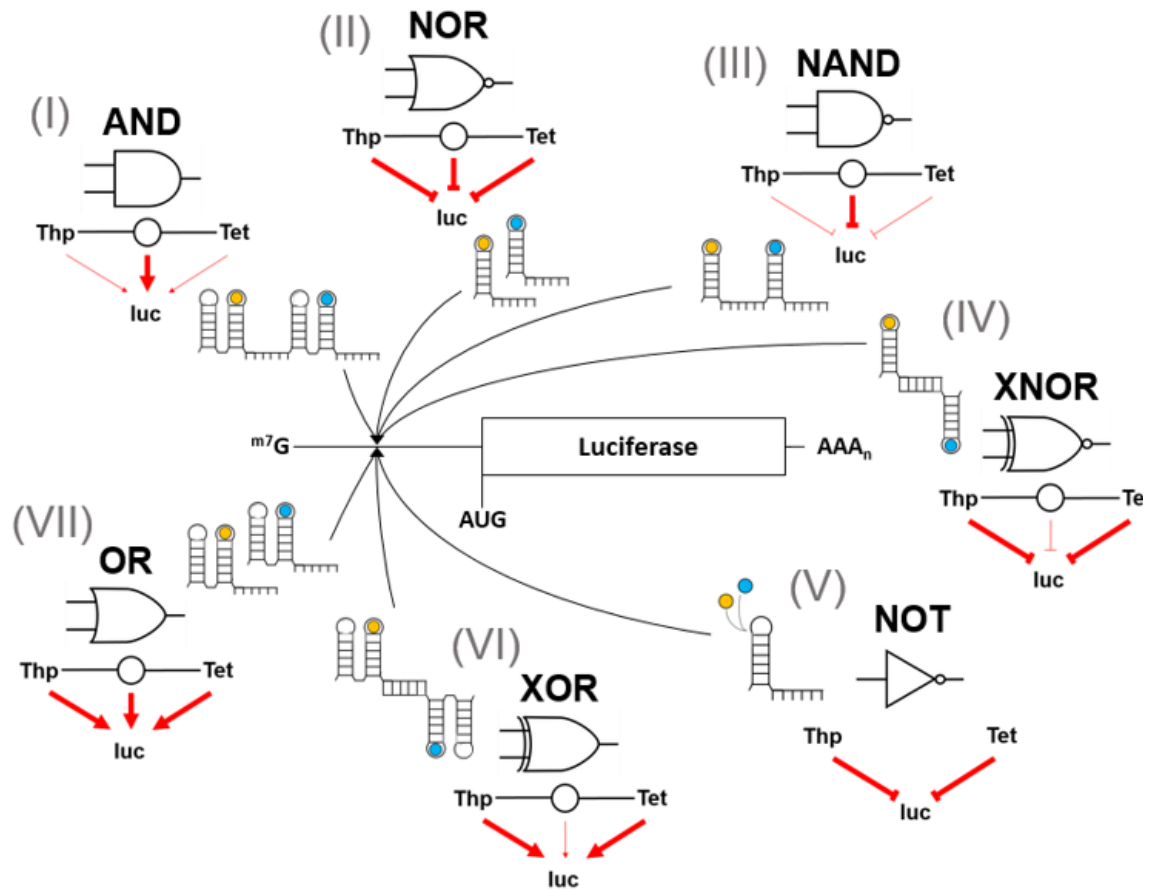 (I)
AND
Thp
Tet
luc
(II)
NOR
Thp
Tet
luc
(III)
NAND
Thp
Tet
luc
(IV)
XNOR
Thp
Te
luc
m7G
Luciferase
AAAn
AUG
(V)
NOT
Thp
Tet
luc
(VI)
XOR
Thp
Tet
luc
(VII)
OR
Thp
Tet
luc